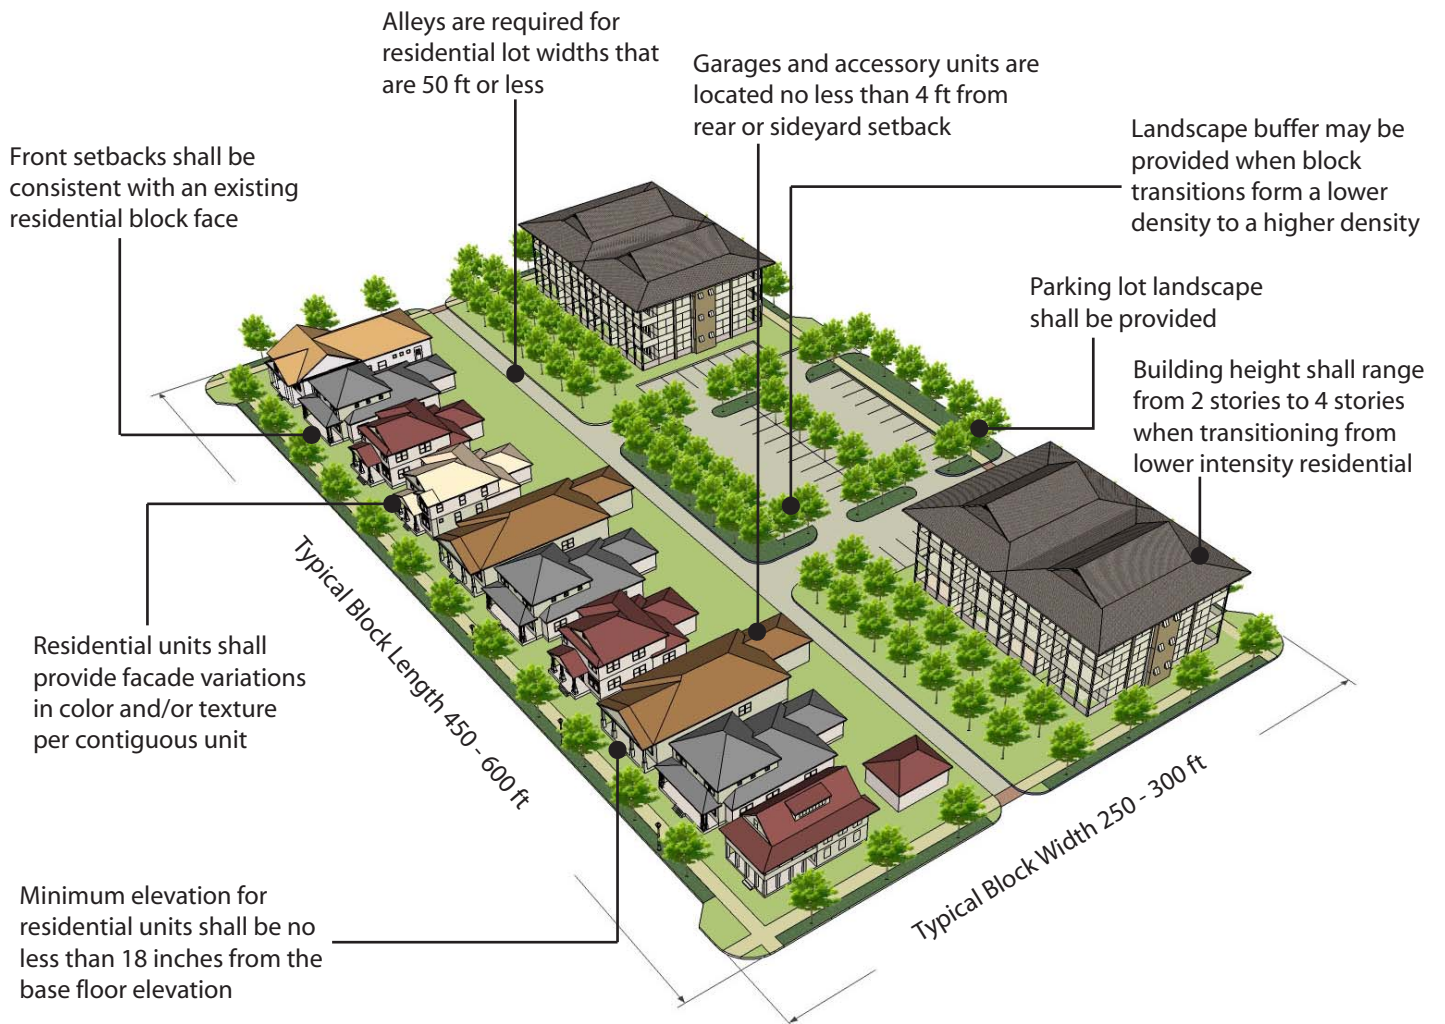 Alleys are required for
residential lot widths that
are 50 ft or less
Garages and accessory units are
located no less than 4 ft from
rear or sideyard setback
Landscape buffer may be
provided when block
transitions form a lower
density to a higher density
Front setbacks shall be
consistent with an existing
residential block face
Parking lot landscape
shall be provided
Building height shall range
from 2 stories to 4 stories
when transitioning from
lower intensity residential
Residential units shall
provide facade variations
in color and/or texture
per contiguous unit
Typical Block Length 450 - 600 ft
Typical Block Width 250 - 300 ft
Minimum elevation for
residential units shall be no
less than 18 inches from the
base floor elevation